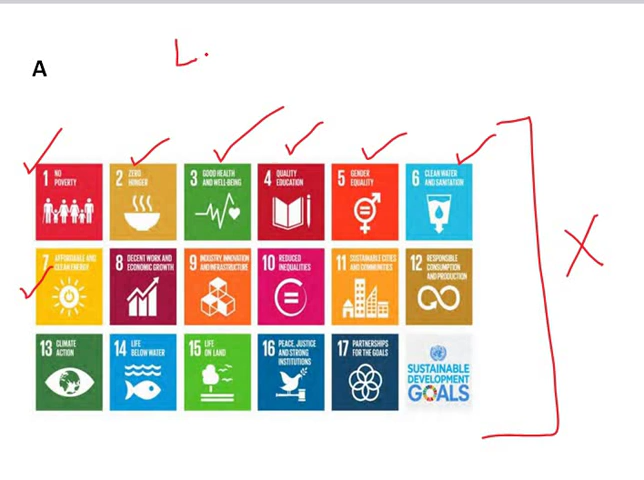 L.
A
1 NO POVERTY
2 ZERO HUNGER
3 GOOD HEALTH AND WELL-BEING
4 QUALITY EDUCATION
5 GENDER EQUALITY
6 CLEAN WATER AND SANITATION
7 AFFORDABLE AND CLEAN ENERGY
8 DECENT WORK AND ECONOMIC GROWTH
9 INDUSTRY, INNOVATION AND INFRASTRUCTURE
10 REDUCED INEQUALITIES
11 SUSTAINABLE CITIES AND COMMUNITIES
12 RESPONSIBLE CONSUMPTION AND PRODUCTION
13 CLIMATE ACTION
14 LIFE BELOW WATER
15 LIFE ON LAND
16 PEACE, JUSTICE AND STRONG INSTITUTIONS
17 PARTNERSHIPS FOR THE GOALS
SUSTAINABLE
DEVELOPMENT
GOALS
X